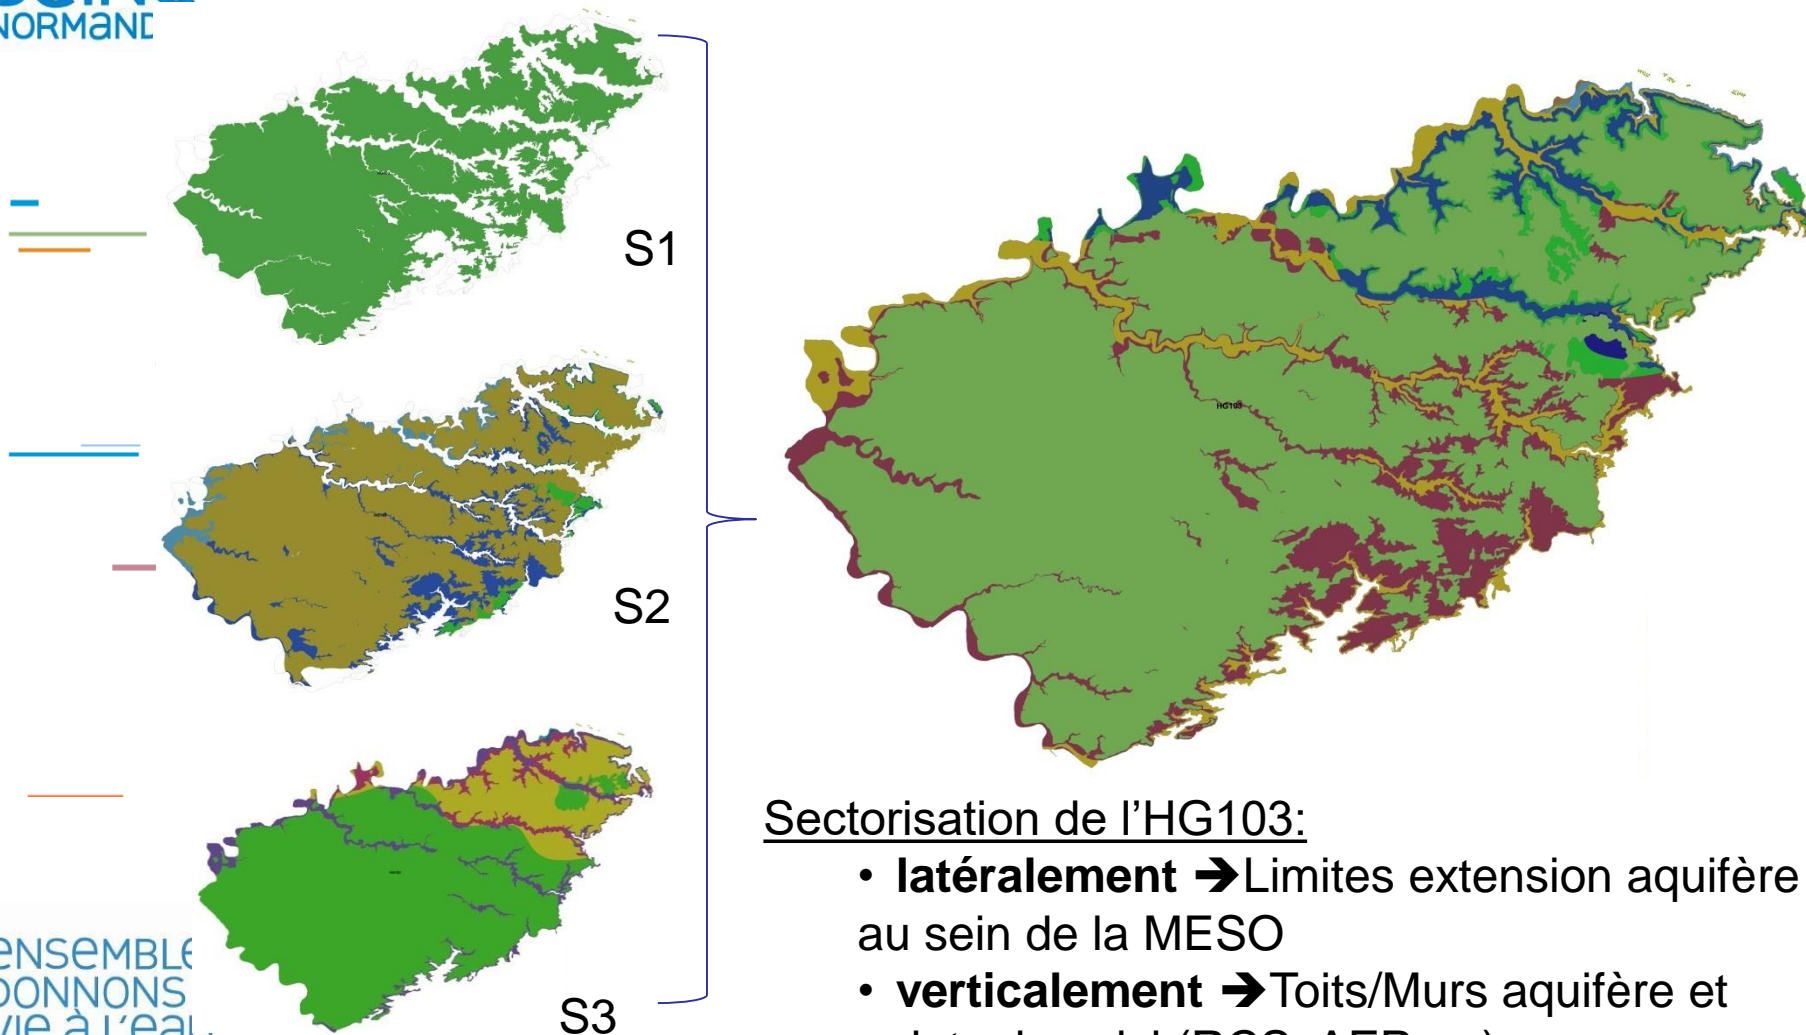 NORMAND
S1
S2
S3
HG103
Sectorisation de l’HG103:
• latéralement ➔Limites extension aquifère
au sein de la MESO
• verticalement ➔Toits/Murs aquifère et
ENSEMBLE
DONNONS
vie à l'eau